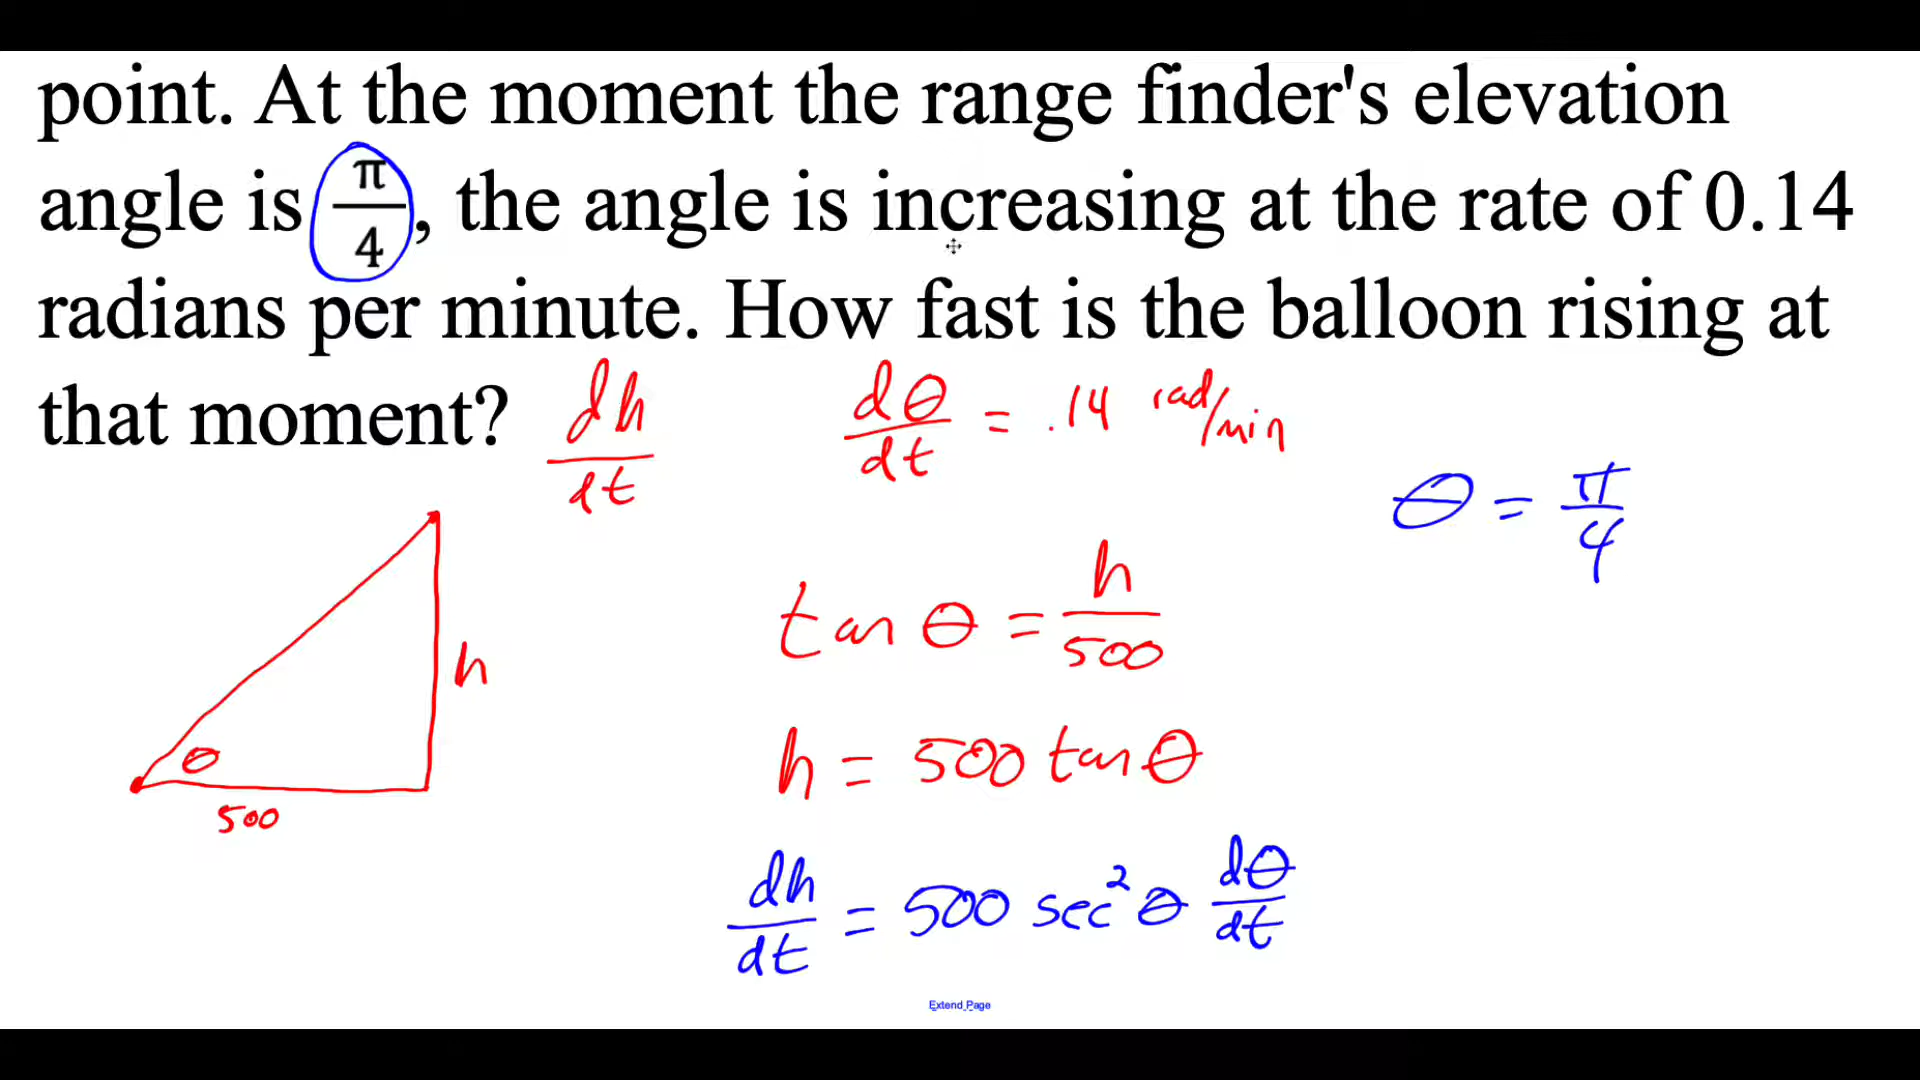 point. At the moment the range finder's elevation
angle is π/4, the angle is increasing at the rate of 0.14
radians per minute. How fast is the balloon rising at
that moment? dh/dt dθ/dt = .14 rad/min
θ = π/4
tan θ = h/500
h
h = 500 tan θ
θ
500
dh/dt = 500 sec² θ dθ/dt
Extend Page